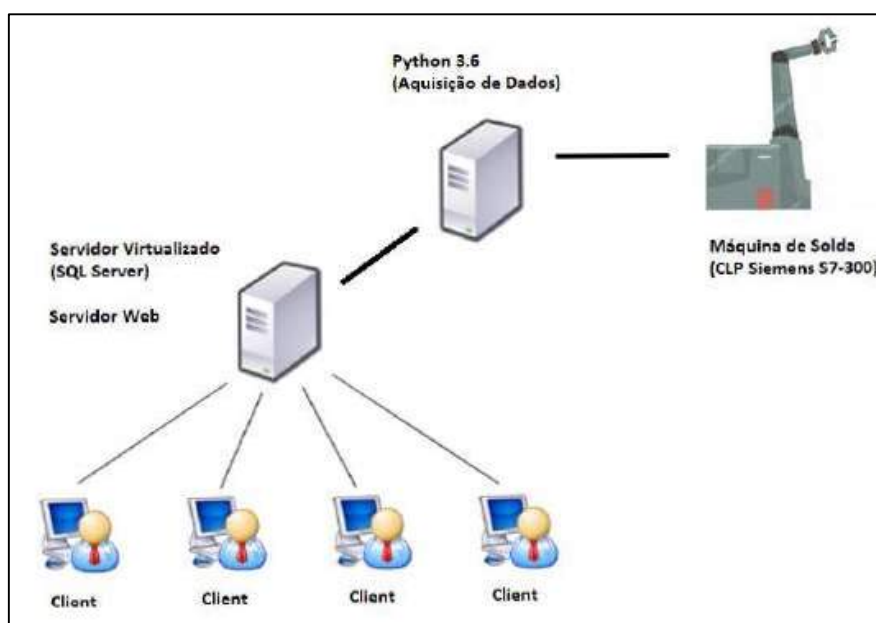 Python 3.6
(Aquisição de Dados)
Máquina de Solda
(CLP Siemens S7-300)
Servidor Virtualizado
(SQL Server)
Servidor Web
Client
Client
Client
Client